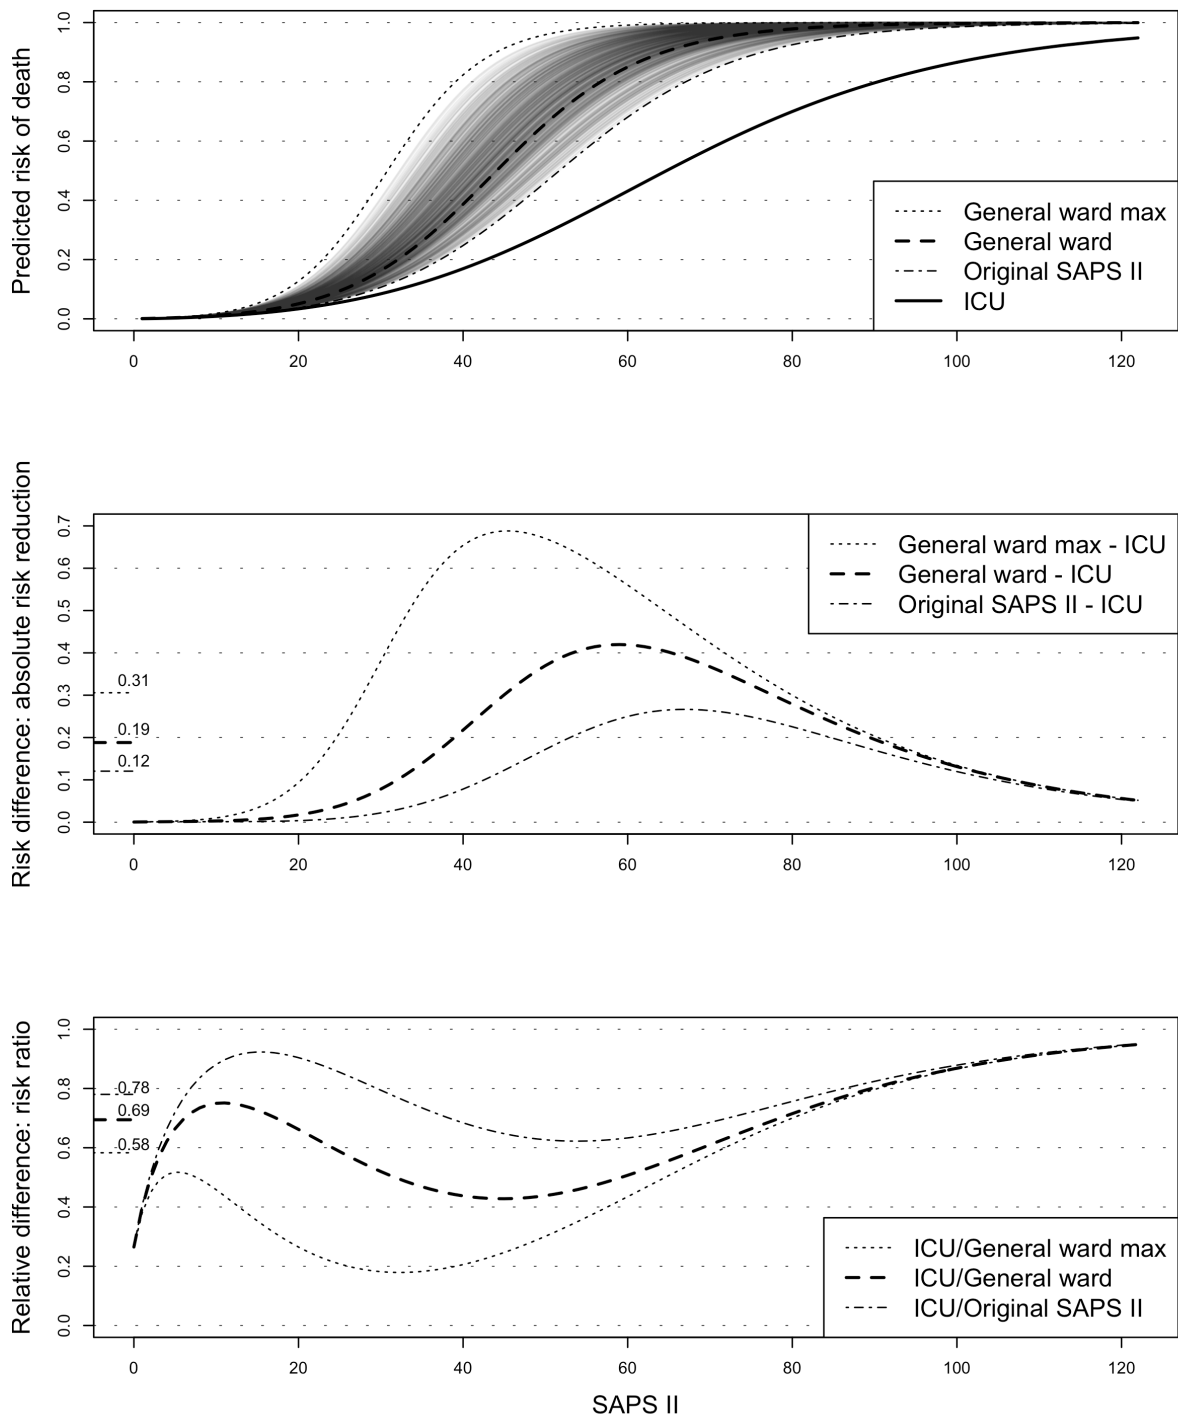 Predicted risk of death
1.0
0.8
0.6
0.4
0.2
0.0
General ward max
General ward
Original SAPS II
ICU
0 20 40 60 80 100 120
Risk difference: absolute risk reduction
0.7
0.6
0.5
0.4
0.3
0.2
0.1
0.0
0.31
0.19
0.12
General ward max - ICU
General ward - ICU
Original SAPS II - ICU
0 20 40 60 80 100 120
Relative difference: risk ratio
1.0
0.8
0.6
0.4
0.2
0.0
0.78
0.69
0.58
ICU/General ward max
ICU/General ward
ICU/Original SAPS II
0 20 40 60 80 100 120
SAPS II